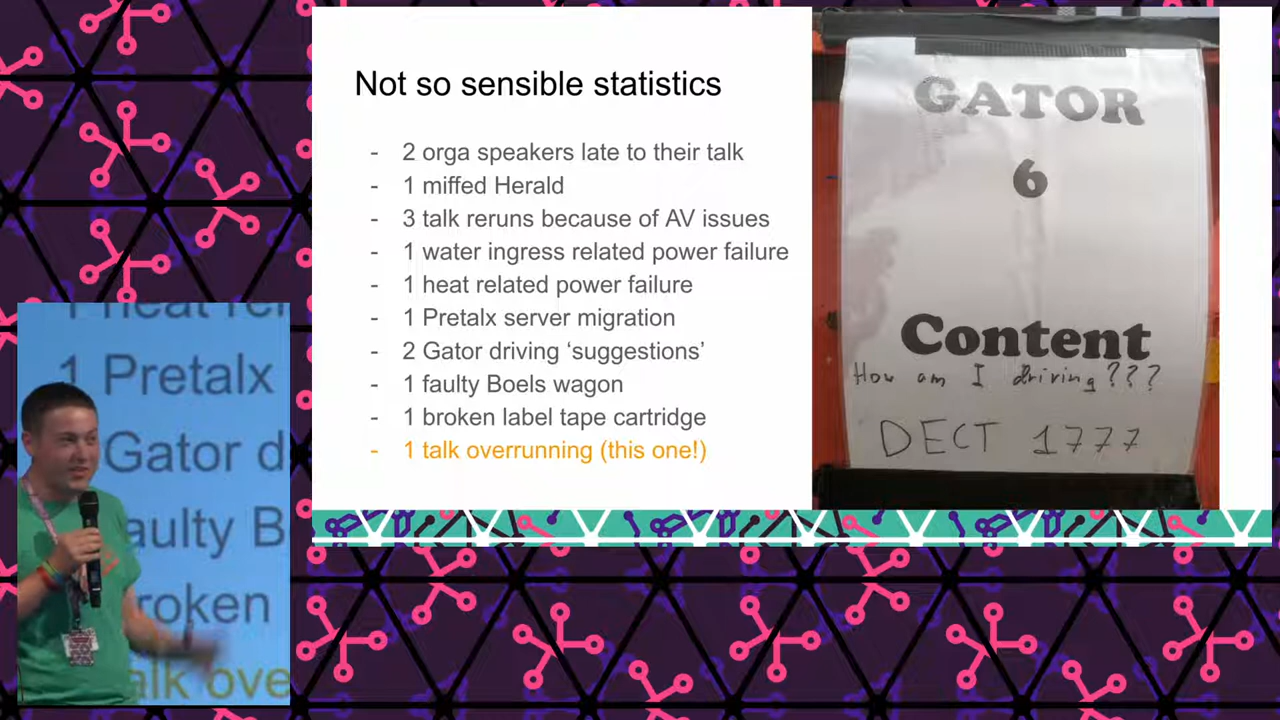 Not so sensible statistics
- 2 orga speakers late to their talk
- 1 miffed Herald
- 3 talk reruns because of AV issues
- 1 water ingress related power failure
- 1 heat related power failure
- 1 Pretalx server migration
- 2 Gator driving ‘suggestions’
- 1 faulty Boels wagon
- 1 broken label tape cartridge
- 1 talk overrunning (this one!)
GATOR
6
Content
How am I driving???
DECT 1777
1 heat rel
1 Pretalx
Gator d
aulty B
roken
alk ove